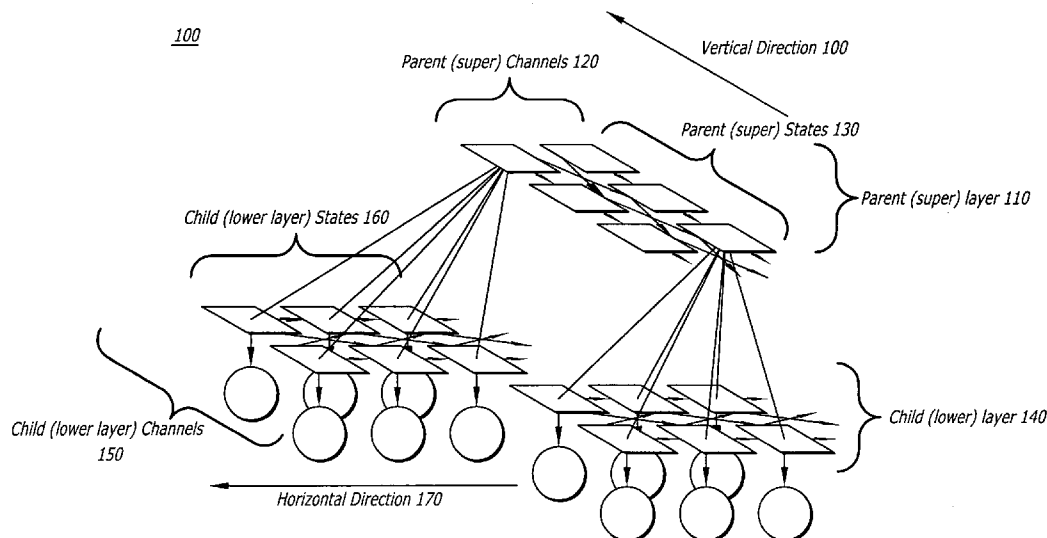 100
Vertical Direction 100
Parent (super) Channels 120
Parent (super) States 130
Parent (super) layer 110
Child (lower layer) States 160
Child (lower layer) Channels
150
Child (lower) layer 140
Horizontal Direction 170